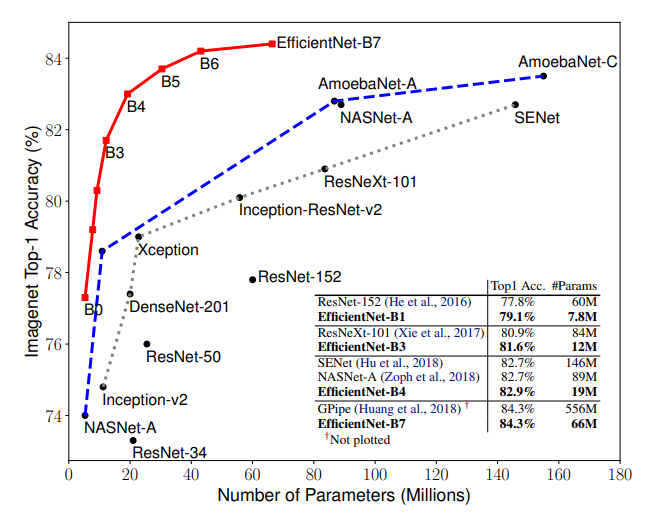 EfficientNet-B7
84
B6
AmoebaNet-C
B5
AmoebaNet-A
B4
NASNet-A
SENet
82
B3
ResNeXt-101
80
Inception-ResNet-v2
Xception
78
ResNet-152
B0
DenseNet-201
76
ResNet-50
Inception-v2
74
NASNet-A
ResNet-34
Imagenet Top-1 Accuracy (%)
Top1 Acc. #Params
ResNet-152 (He et al., 2016) 77.8% 60M
EfficientNet-B1 79.1% 7.8M
ResNeXt-101 (Xie et al., 2017) 80.9% 84M
EfficientNet-B3 81.6% 12M
SENet (Hu et al., 2018) 82.7% 146M
NASNet-A (Zoph et al., 2018) 82.7% 89M
EfficientNet-B4 82.9% 19M
GPipe (Huang et al., 2018) † 84.3% 556M
EfficientNet-B7 84.3% 66M
†Not plotted
0 20 40 60 80 100 120 140 160 180
Number of Parameters (Millions)